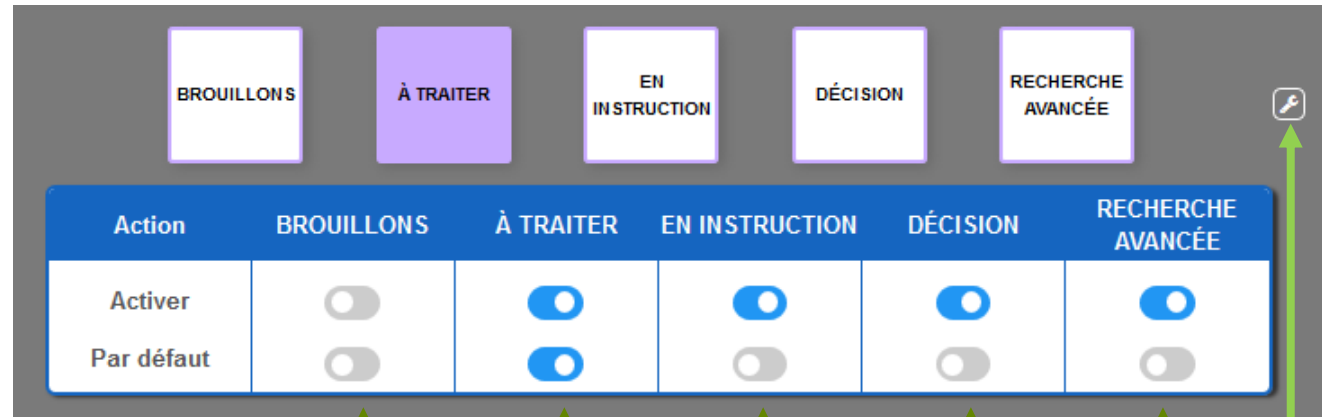 BROUILLONS
À TRAITER
EN
INSTRUCTION
DÉCISION
RECHERCHE
AVANCÉE
Action BROUILLONS À TRAITER EN INSTRUCTION DÉCISION RECHERCHE
AVANCÉE
Activer
Par défaut